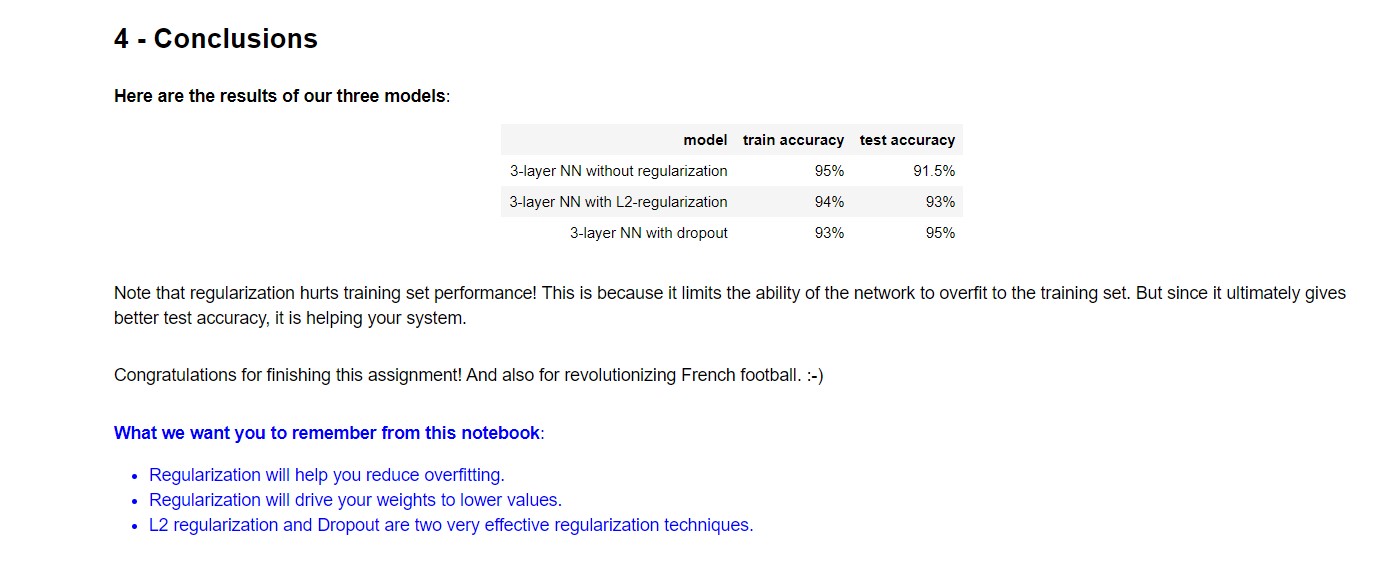 4 - Conclusions
Here are the results of our three models:
model train accuracy test accuracy
3-layer NN without regularization 95% 91.5%
3-layer NN with L2-regularization 94% 93%
3-layer NN with dropout 93% 95%
Note that regularization hurts training set performance! This is because it limits the ability of the network to overfit to the training set. But since it ultimately gives
better test accuracy, it is helping your system.
Congratulations for finishing this assignment! And also for revolutionizing French football. :-)
What we want you to remember from this notebook:
• Regularization will help you reduce overfitting.
• Regularization will drive your weights to lower values.
• L2 regularization and Dropout are two very effective regularization techniques.